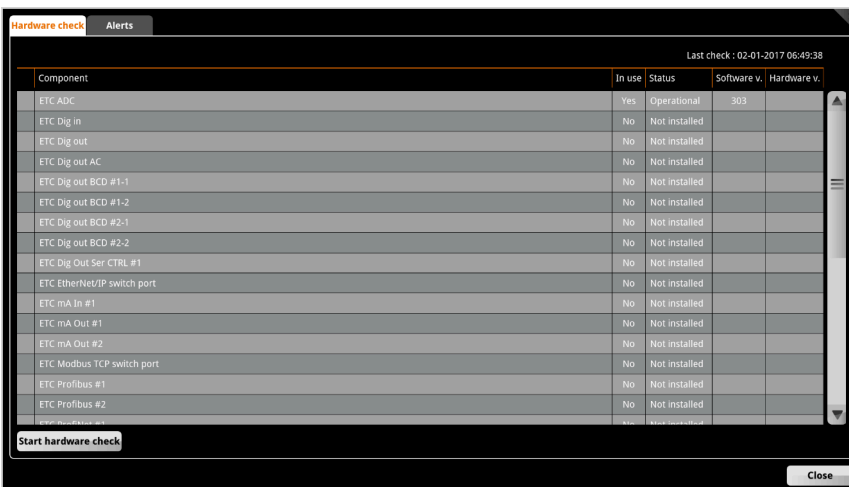 Hardware check Alerts
Last check : 02-01-2017 06:49:38
Component In use Status Software v. Hardware v.
ETC ADC Yes Operational 303
ETC Dig in No Not installed
ETC Dig out No Not installed
ETC Dig out AC No Not installed
ETC Dig out BCD #1-1 No Not installed
ETC Dig out BCD #1-2 No Not installed
ETC Dig out BCD #2-1 No Not installed
ETC Dig out BCD #2-2 No Not installed
ETC Dig Out Ser CTRL #1 No Not installed
ETC EtherNet/IP switch port No Not installed
ETC mA In #1 No Not installed
ETC mA Out #1 No Not installed
ETC mA Out #2 No Not installed
ETC Modbus TCP switch port No Not installed
ETC Profibus #1 No Not installed
ETC Profibus #2 No Not installed
ETC ProfiNet #1 No Not installed
Start hardware check
Close